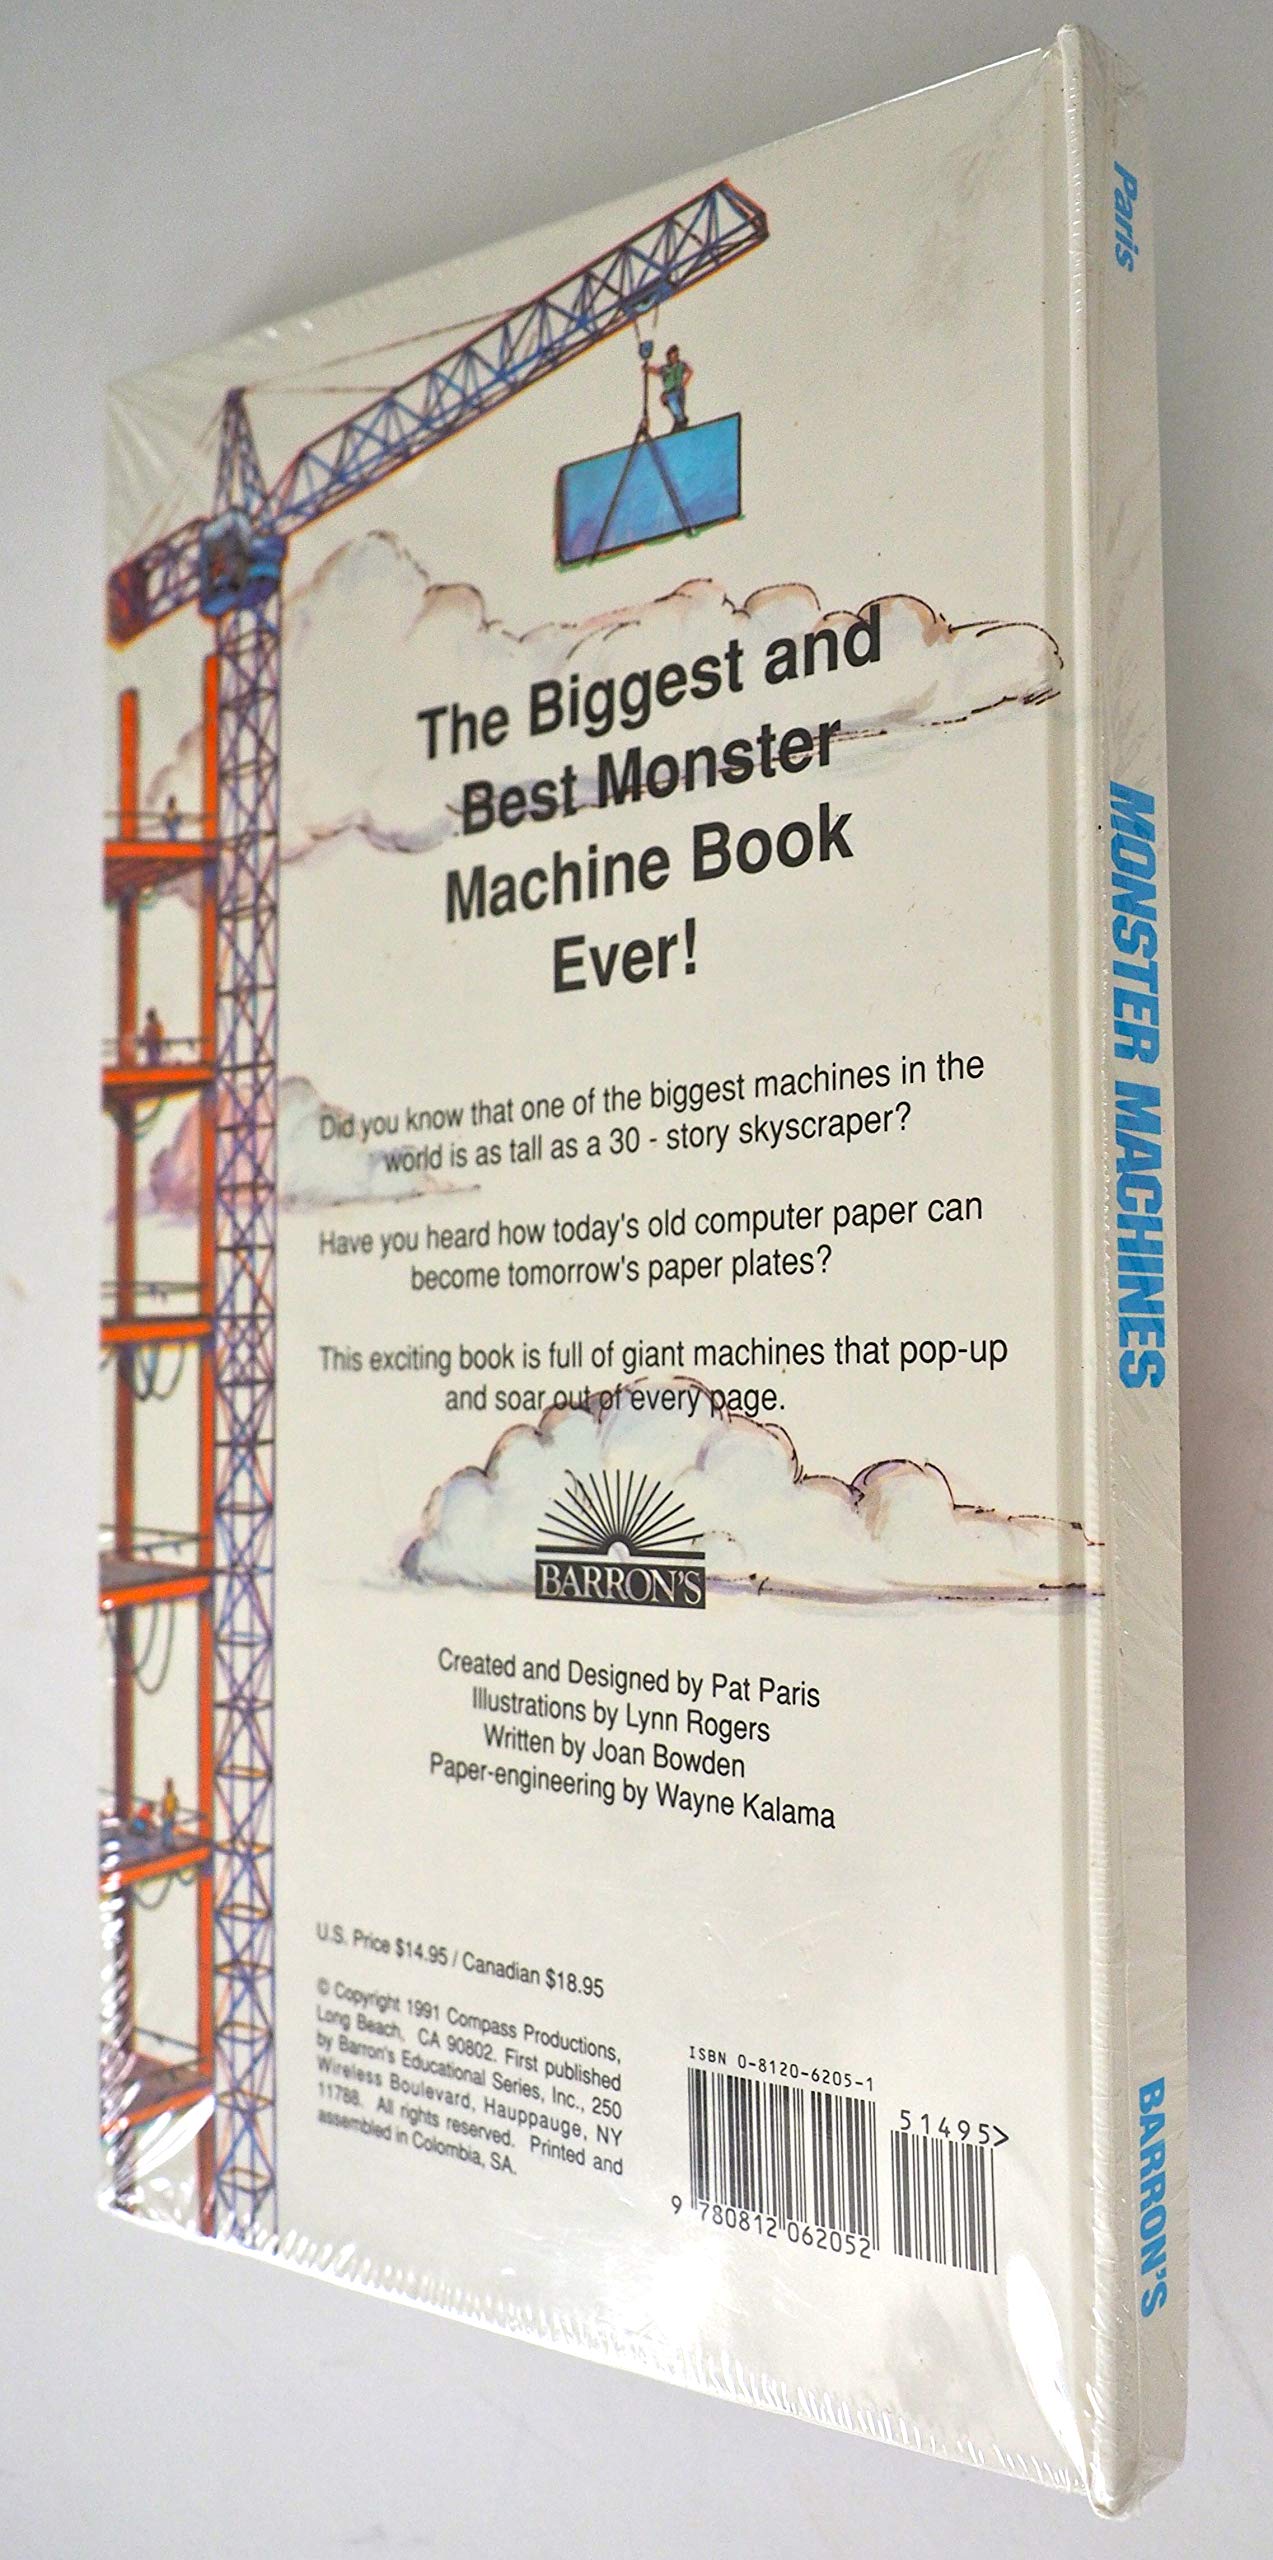 The Biggest and
Best Monster
Machine Book
Ever!
Did you know that one of the biggest machines in the
world is as tall as a 30 - story skyscraper?
Have you heard how today's old computer paper can
become tomorrow's paper plates?
This exciting book is full of giant machines that pop-up
and soar out of every page.
BARRON'S
Created and Designed by Pat Paris
Illustrations by Lynn Rogers
Written by Joan Bowden
Paper-engineering by Wayne Kalama
U.S. Price $14.95 / Canadian $18.95
© Copyright 1991 Compass Productions,
Long Beach, CA 90802. First published
by Barron's Educational Series, Inc., 250
Wireless Boulevard, Hauppauge, NY
11788. All rights reserved. Printed and
assembled in Colombia, SA.
ISBN 0-8120-6205-1
51495>
9 780812 062052
Paris
MONSTER MACHINES
BARRON'S